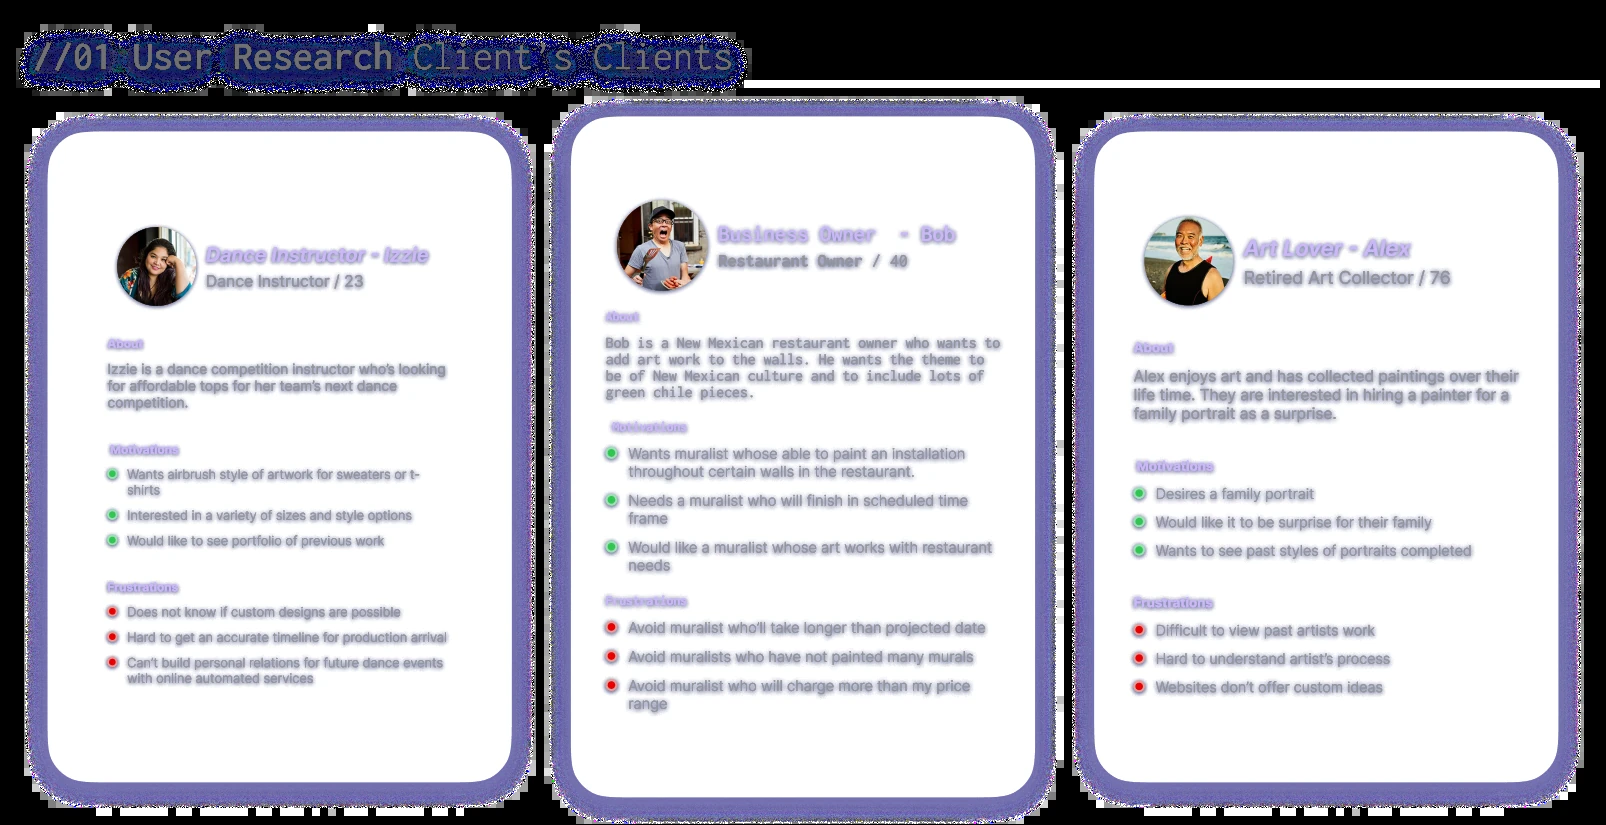 //01 User Research Client's Clients
Dance Instructor - Izzie
Dance Instructor / 23
About
Izzie is a dance competition instructor who's looking
for affordable tops for her team's next dance
competition.
Motivations
Wants airbrush style of artwork for sweaters or t-
shirts
Interested in a variety of sizes and style options
Would like to see portfolio of previous work
Frustrations
Does not know if custom designs are possible
Hard to get an accurate timeline for production arrival
Can't build personal relations for future dance events
with online automated services
Business Owner - Bob
Restaurant Owner / 40
About
Bob is a New Mexican restaurant owner who wants to
add art work to the walls. He wants the theme to
be of New Mexican culture and to include lots of
green chile pieces.
Motivations
Wants muralist whose able to paint an installation
throughout certain walls in the restaurant.
Needs a muralist who will finish in scheduled time
frame
Would like a muralist whose art works with restaurant
needs
Frustrations
Avoid muralist who'll take longer than projected date
Avoid muralists who have not painted many murals
Avoid muralist who will charge more than my price
range
Art Lover - Alex
Retired Art Collector / 76
About
Alex enjoys art and has collected paintings over their
life time. They are interested in hiring a painter for a
family portrait as a surprise.
Motivations
Desires a family portrait
Would like it to be surprise for their family
Wants to see past styles of portraits completed
Frustrations
Difficult to view past artists work
Hard to understand artist's process
Websites don't offer custom ideas